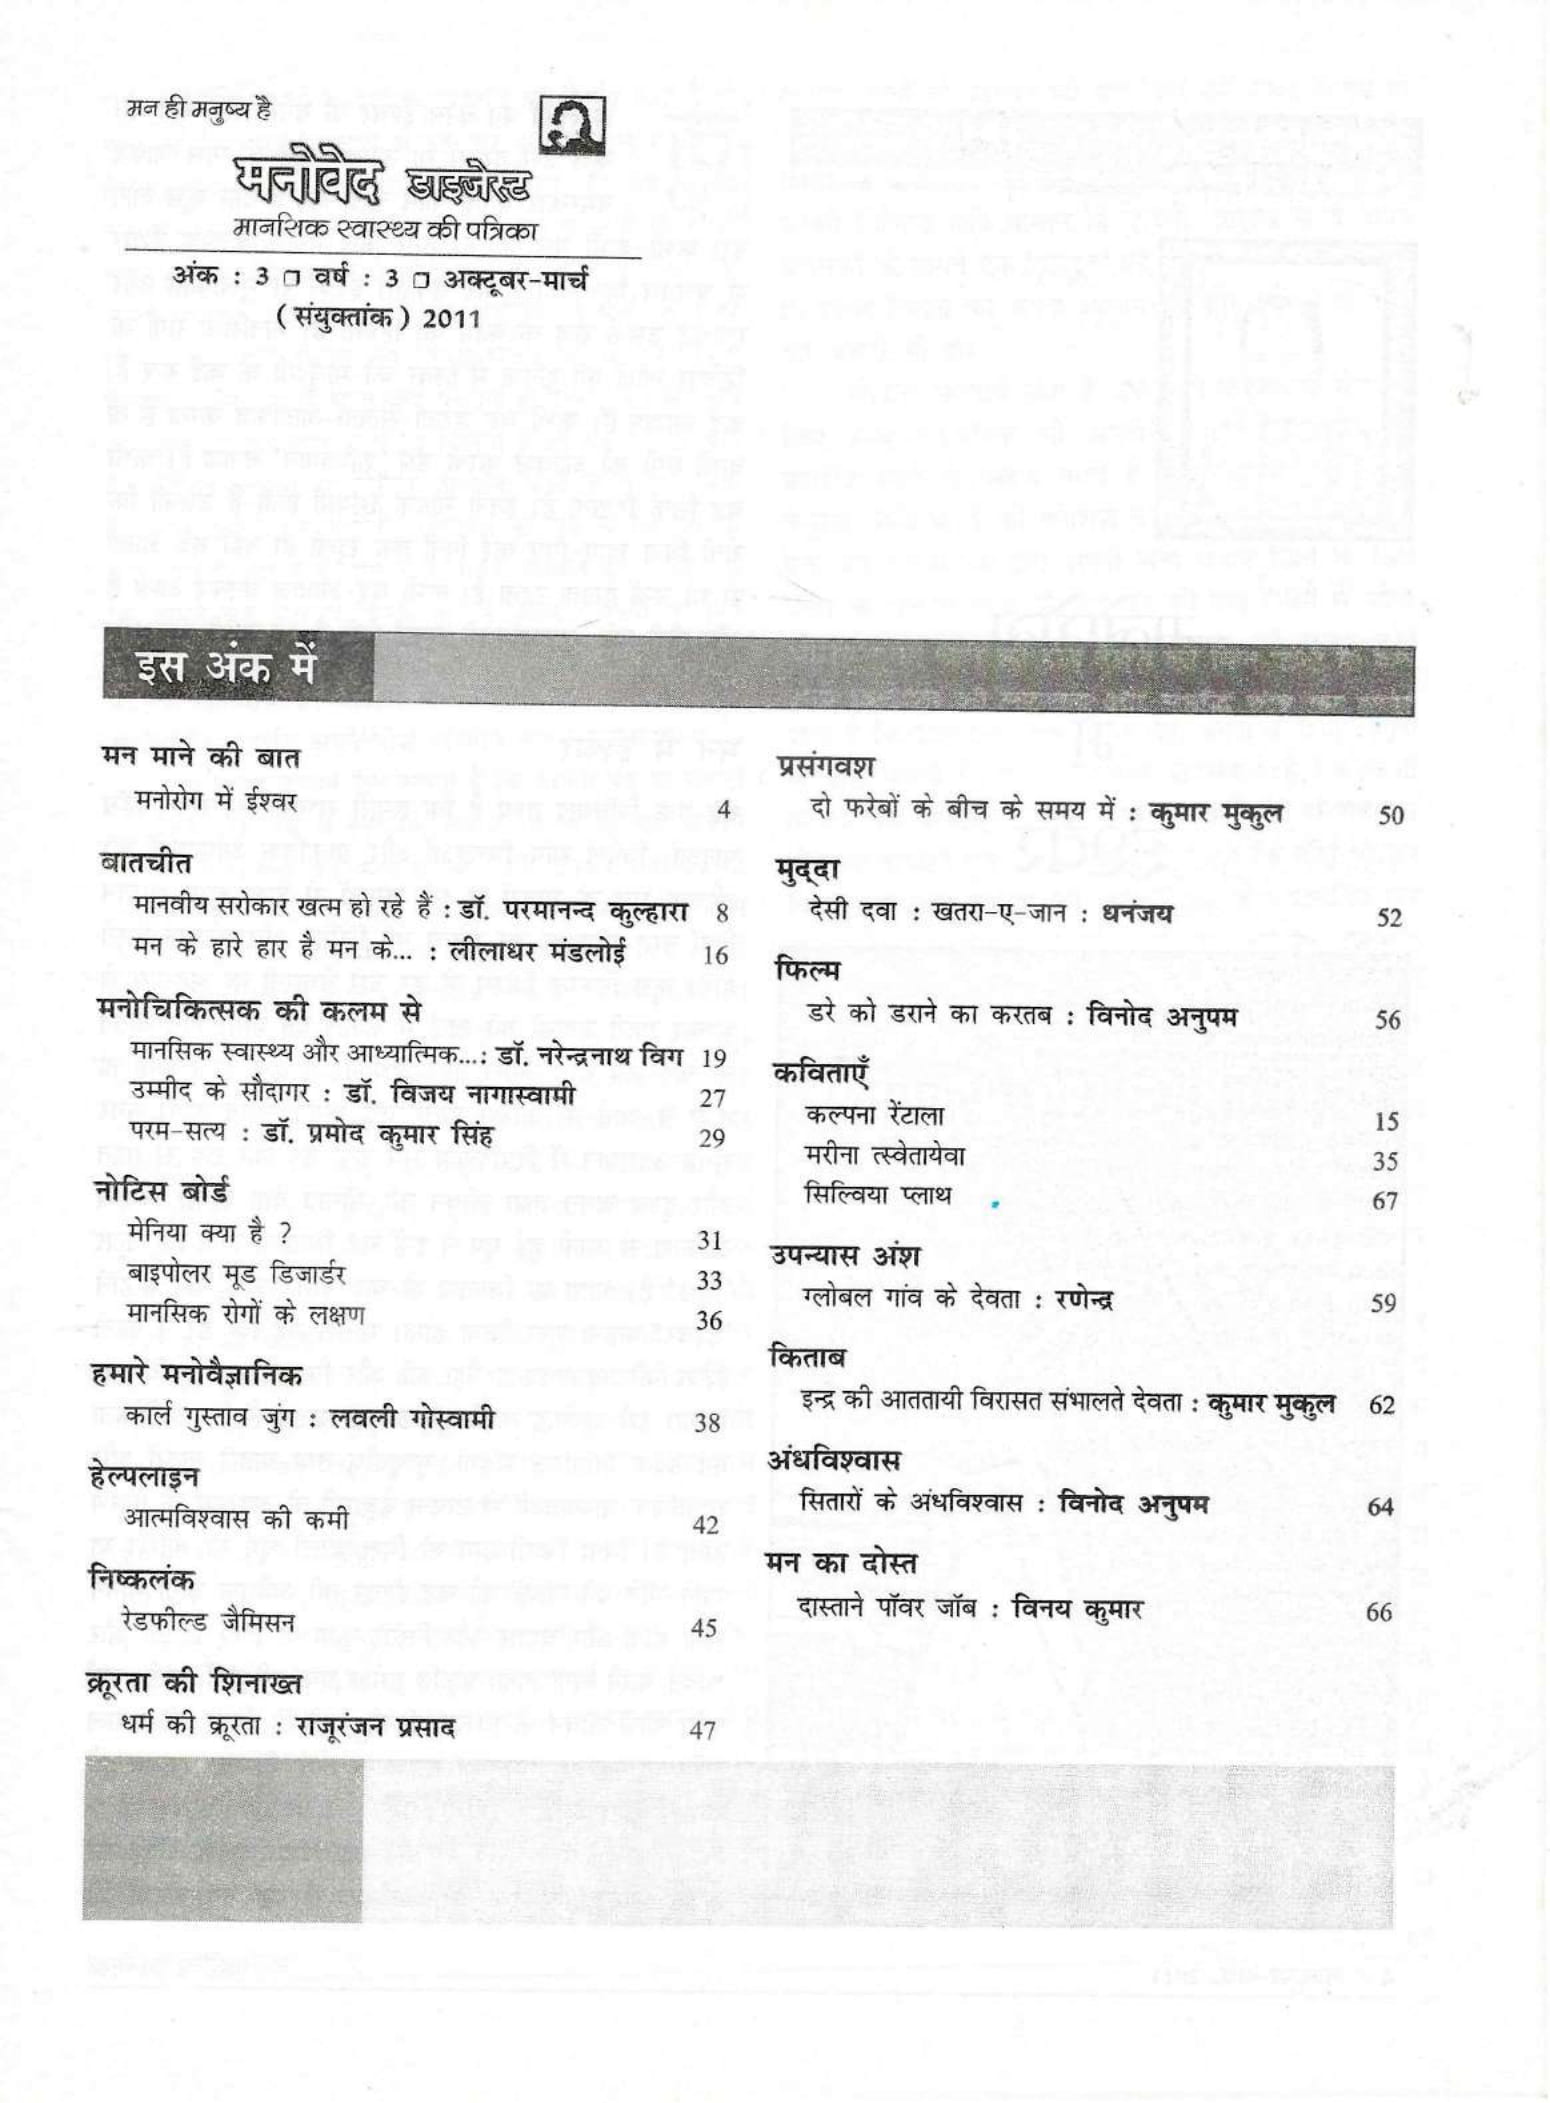 मन ही मनुष्य है
मनोवेद डाइजेस्ट
मानसिक स्वास्थ्य की पत्रिका
अंक : 3 □ वर्ष : 3 □ अक्टूबर-मार्च
(संयुक्तांक) 2011
इस अंक में
मन माने की बात
मनोरोग में ईश्वर 4
बातचीत
मानवीय सरोकार खत्म हो रहे हैं : डॉ. परमानन्द कुल्हारा 8
मन के हारे हार है मन के... : लीलाधर मंडलोई 16
मनोचिकित्सक की कलम से
मानसिक स्वास्थ्य और आध्यात्मिक...: डॉ. नरेन्द्रनाथ विग 19
उम्मीद के सौदागर : डॉ. विजय नागास्वामी 27
परम-सत्य : डॉ. प्रमोद कुमार सिंह 29
नोटिस बोर्ड
मेनिया क्या है ? 31
बाइपोलर मूड डिजार्डर 33
मानसिक रोगों के लक्षण 36
हमारे मनोवैज्ञानिक
कार्ल गुस्ताव जुंग : लवली गोस्वामी 38
हेल्पलाइन
आत्मविश्वास की कमी 42
निष्कलंक
रेडफील्ड जैमिसन 45
क्रूरता की शिनाख्त
धर्म की क्रूरता : राजूरंजन प्रसाद 47
प्रसंगवश
दो फरेबों के बीच के समय में : कुमार मुकुल 50
मुद्दा
देसी दवा : खतरा-ए-जान : धनंजय 52
फिल्म
डरे को डराने का करतब : विनोद अनुपम 56
कविताएँ
कल्पना रेंटाला 15
मरीना त्स्वेतायेवा 35
सिल्विया प्लाथ 67
उपन्यास अंश
ग्लोबल गांव के देवता : रणेन्द्र 59
किताब
इन्द्र की आततायी विरासत संभालते देवता : कुमार मुकुल 62
अंधविश्वास
सितारों के अंधविश्वास : विनोद अनुपम 64
मन का दोस्त
दास्ताने पॉवर जॉब : विनय कुमार 66